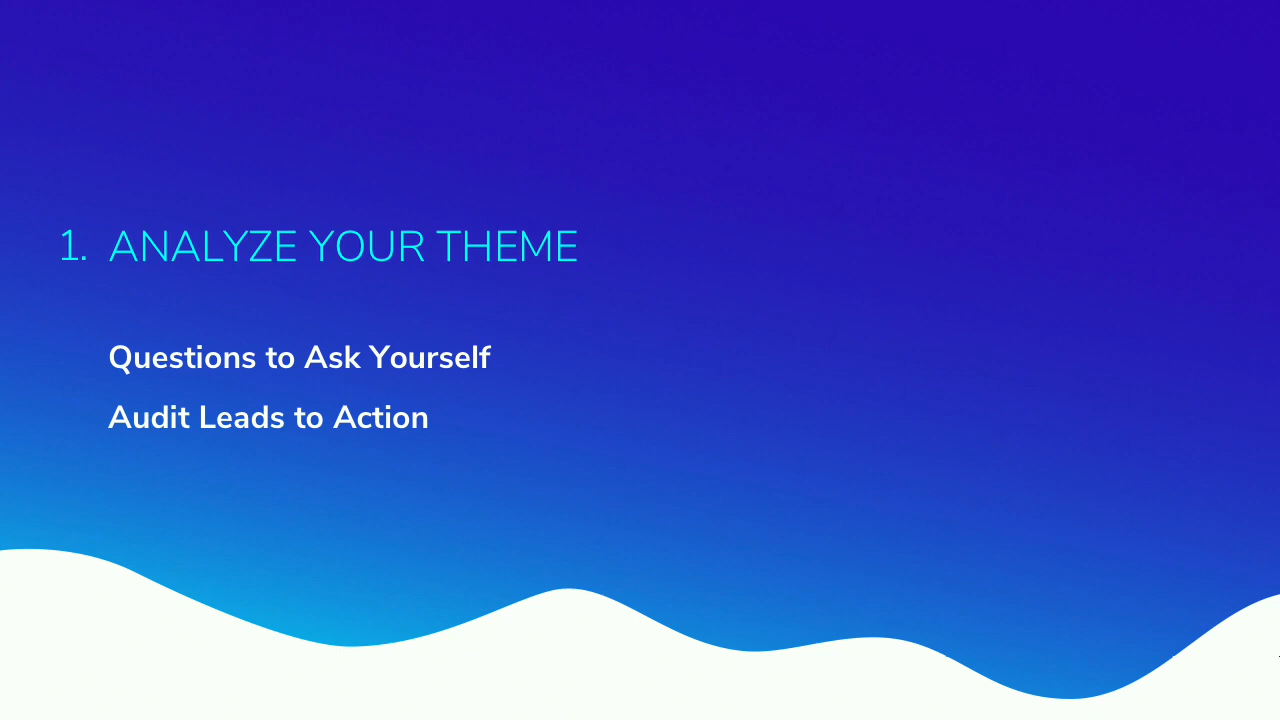 1. ANALYZE YOUR THEME
Questions to Ask Yourself
Audit Leads to Action